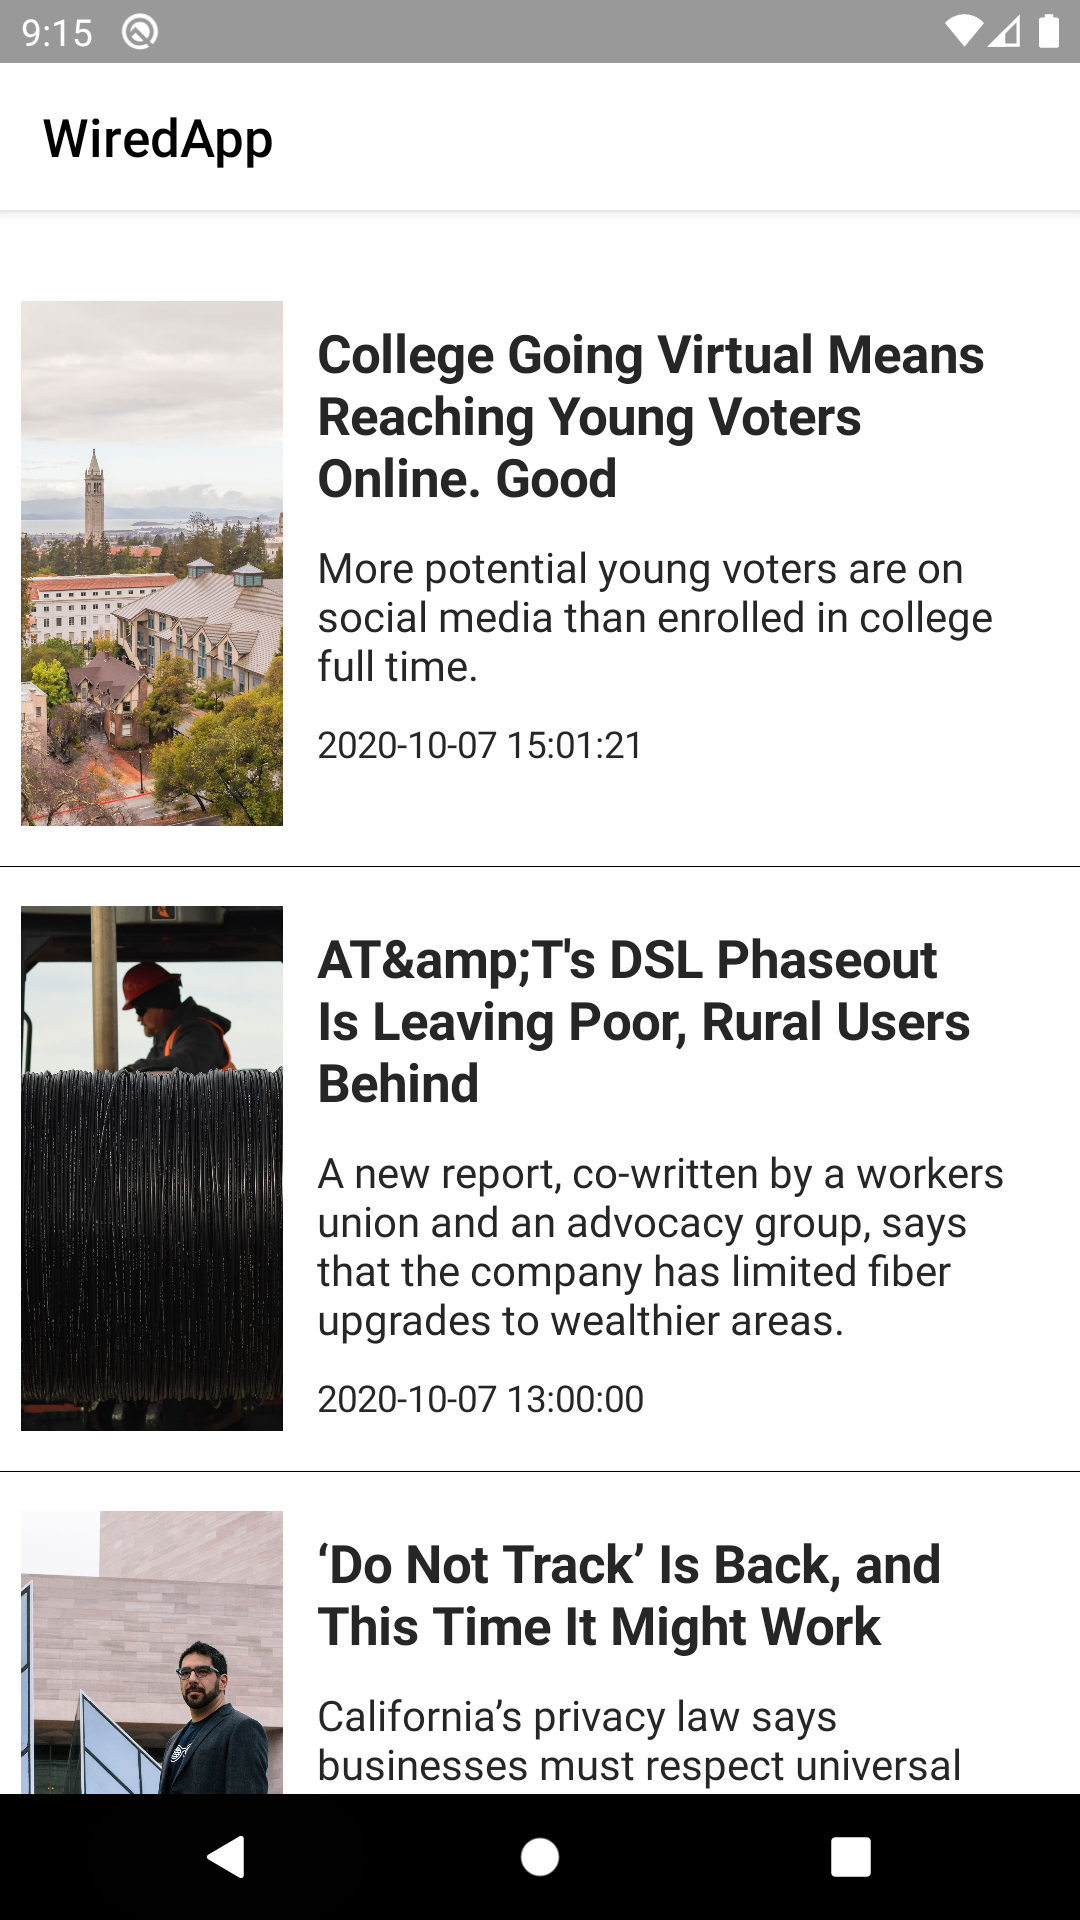 9:15
WiredApp
College Going Virtual Means
Reaching Young Voters
Online. Good
More potential young voters are on
social media than enrolled in college
full time.
2020-10-07 15:01:21
AT&amp;T's DSL Phaseout
Is Leaving Poor, Rural Users
Behind
A new report, co-written by a workers
union and an advocacy group, says
that the company has limited fiber
upgrades to wealthier areas.
2020-10-07 13:00:00
‘Do Not Track’ Is Back, and
This Time It Might Work
California’s privacy law says
businesses must respect universal